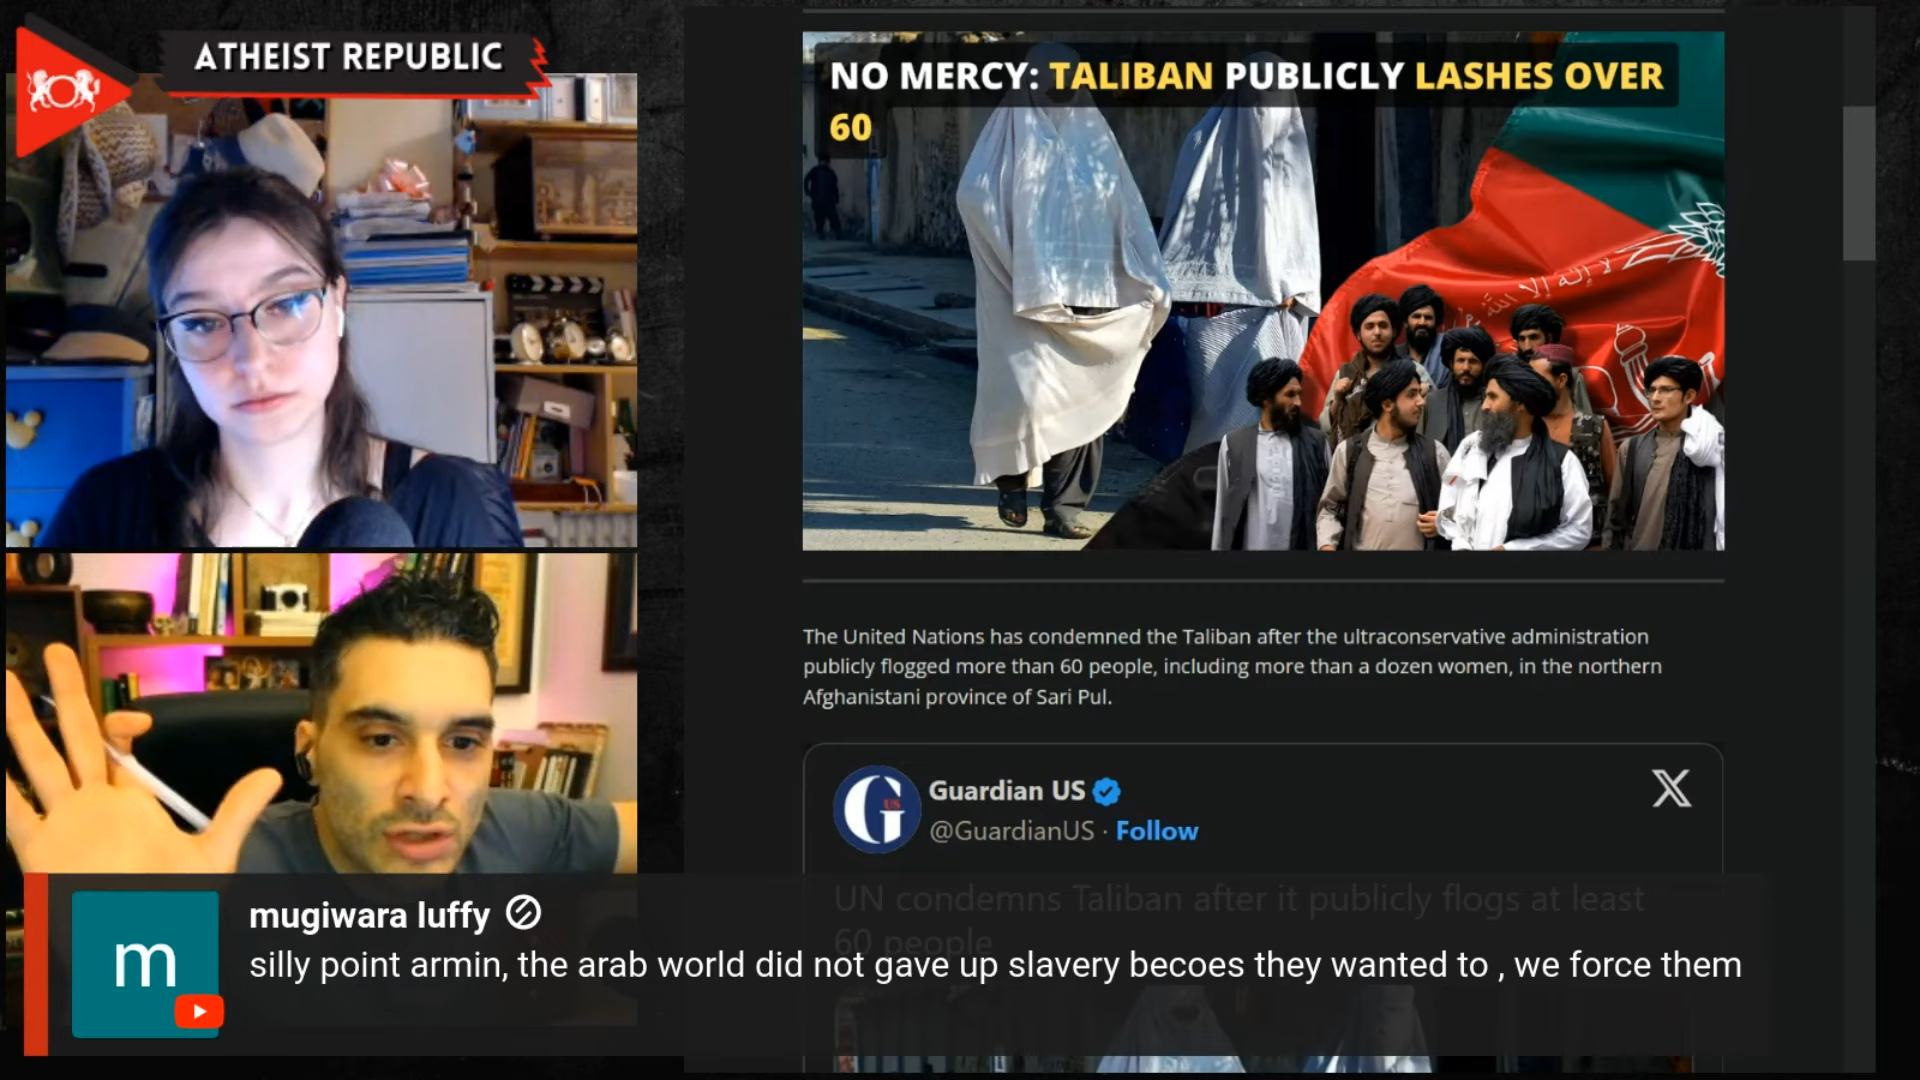 ATHEIST REPUBLIC
NO MERCY: TALIBAN PUBLICLY LASHES OVER
60
The United Nations has condemned the Taliban after the ultraconservative administration
publicly flogged more than 60 people, including more than a dozen women, in the northern
Afghanistani province of Sari Pul.
G US
Guardian US
@GuardianUS · Follow
X
UN condemns Taliban after it publicly flogs at least
60 people
m
mugiwara luffy
silly point armin, the arab world did not gave up slavery becoes they wanted to , we force them